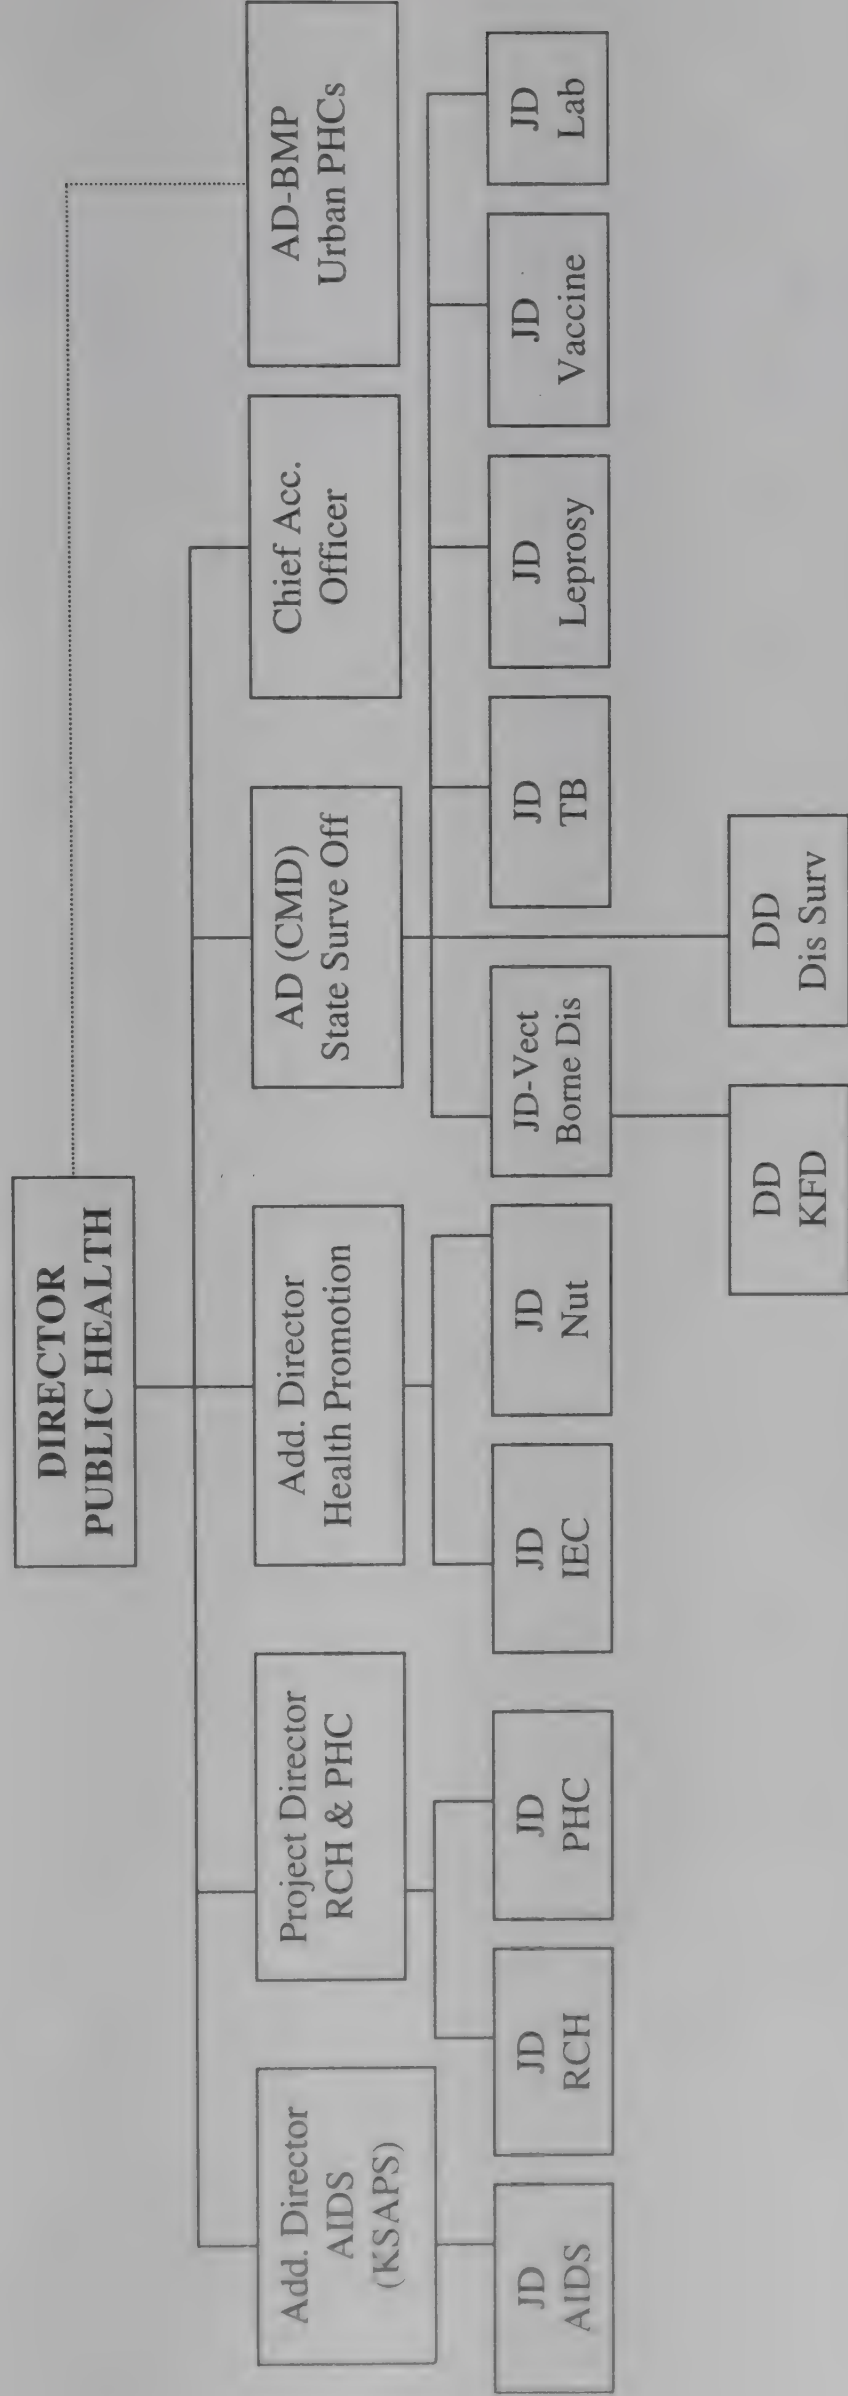 DIRECTOR
PUBLIC HEALTH
Add. Director
AIDS
(KSAPS)
Project Director
RCH & PHC
Add. Director
Health Promotion
AD (CMD)
State Surve Off
Chief Acc.
Officer
AD-BMP
Urban PHCs
JD
AIDS
JD
RCH
JD
PHC
JD
IEC
JD
Nut
JD-Vect
Borne Dis
JD
TB
JD
Leprosy
JD
Vaccine
JD
Lab
DD
KFD
DD
Dis Surv